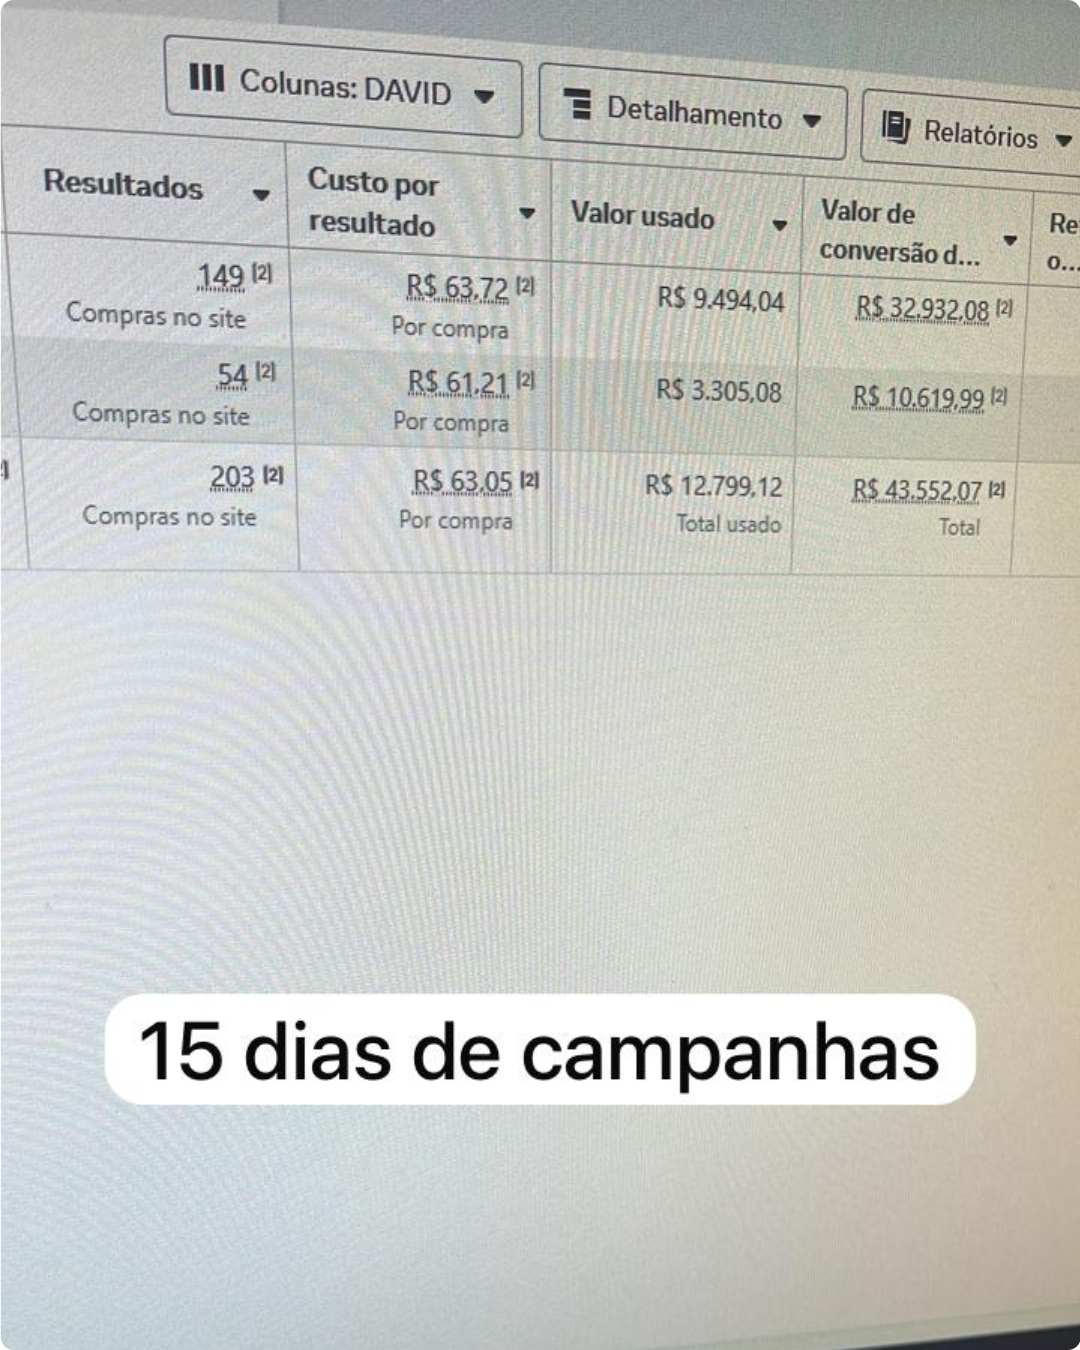 Colunas: DAVID
Detalhamento
Relatórios
Resultados
Custo por
resultado
Valor usado
Valor de
conversão d...
Re
o...
149 [2]
Compras no site
R$ 63,72 [2]
Por compra
R$ 9.494,04
R$ 32.932,08 [2]
54 [2]
Compras no site
R$ 61,21 [2]
Por compra
R$ 3.305,08
R$ 10.619,99 [2]
203 [2]
Compras no site
R$ 63,05 [2]
Por compra
R$ 12.799,12
Total usado
R$ 43.552,07 [2]
Total
15 dias de campanhas